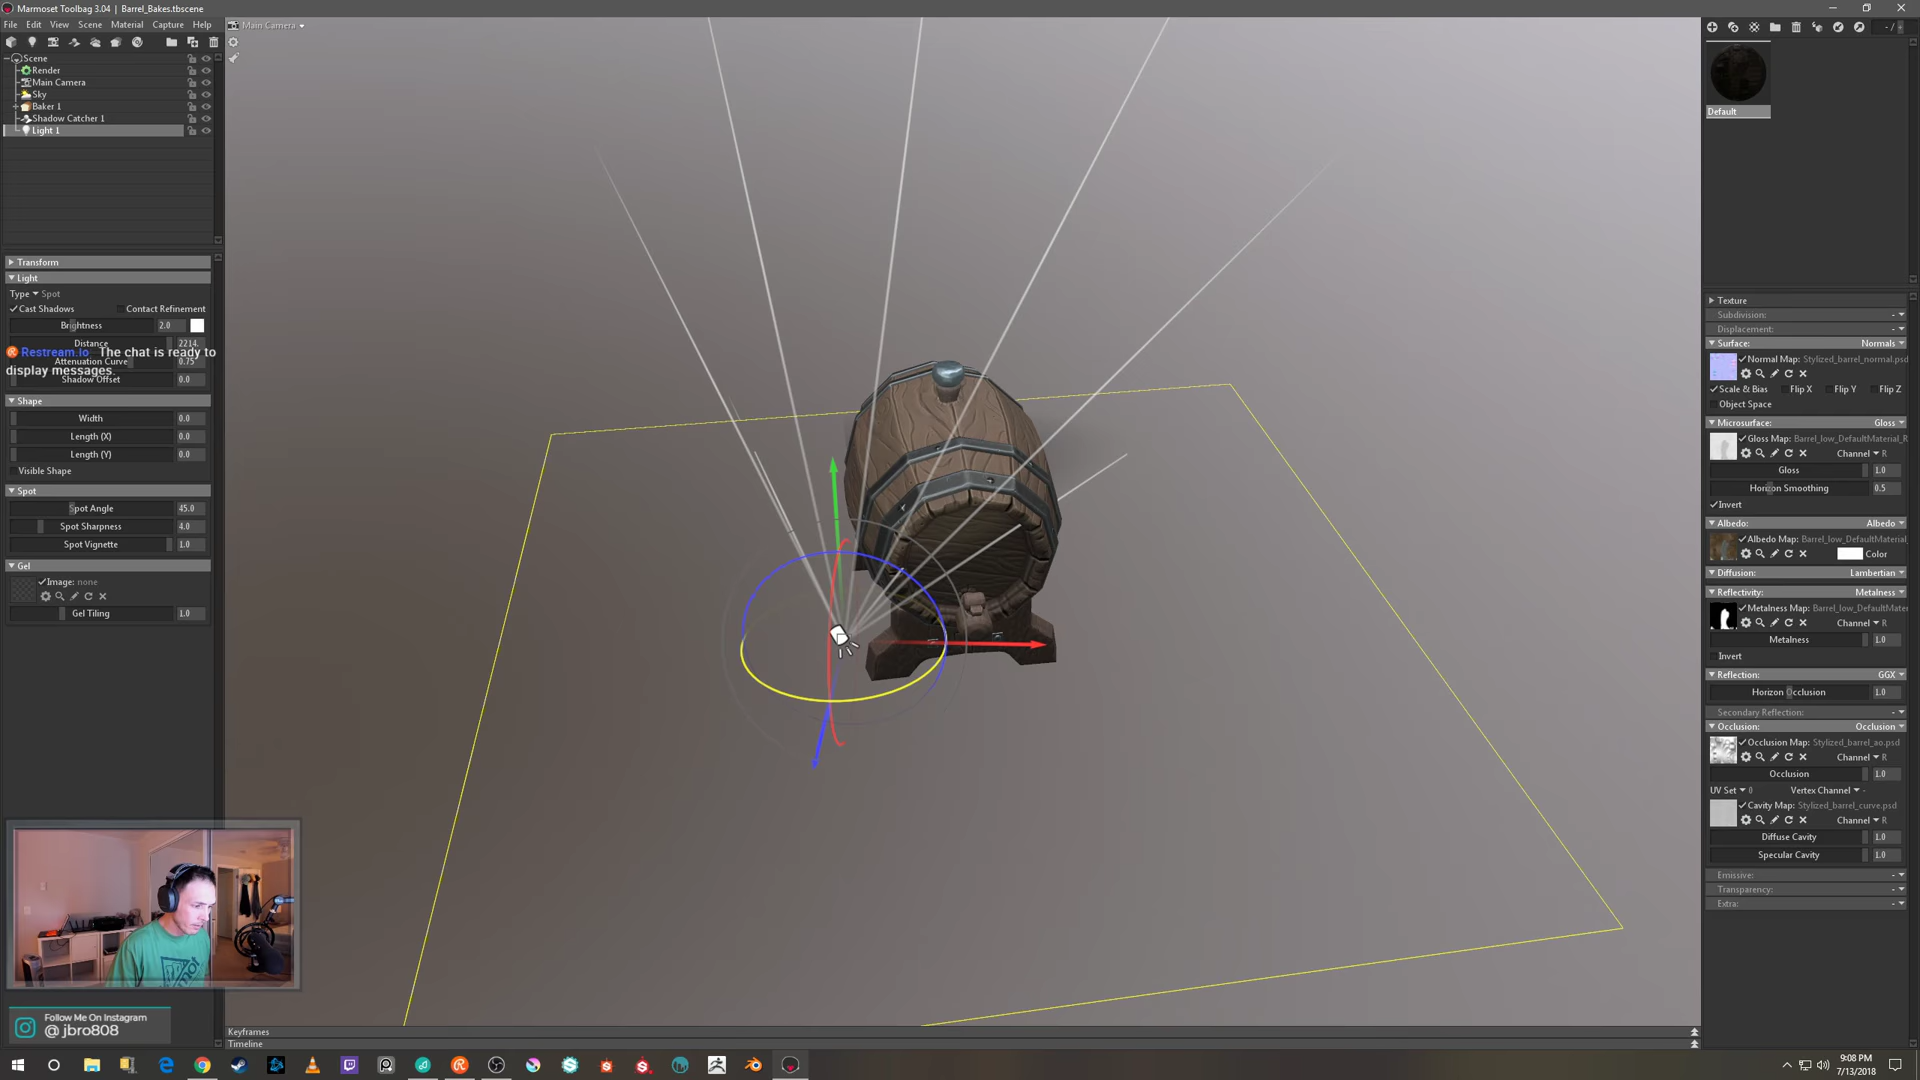 Marmoset Toolbag 3.04 | Barrel_Bakes.tbscene
File Edit View Scene Material Capture Help
Main Camera
Scene
Render
Main Camera
Sky
Baker 1
Shadow Catcher 1
Light 1
Transform
Light
Type Spot
Cast Shadows Contact Refinement
Brightness 2.0
Distance 2214.
Restream.io The chat is ready to
display messages.
Attenuation Curve 0.75
Shadow Offset 0.0
Shape
Width 0.0
Length (X) 0.0
Length (Y) 0.0
Visible Shape
Spot
Spot Angle 45.0
Spot Sharpness 4.0
Spot Vignette 1.0
Gel
Image: none
Gel Tiling 1.0
Follow Me On Instagram
@ jbro808
Keyframes
Timeline
Default
Texture
Subdivision: -
Displacement: -
Surface: Normals
Normal Map: Stylized_barrel_normal.psd
Scale & Bias Flip X Flip Y Flip Z
Object Space
Microsurface: Gloss
Gloss Map: Barrel_low_DefaultMaterial_R
Channel R
Gloss 1.0
Horizon Smoothing 0.5
Invert
Albedo: Albedo
Albedo Map: Barrel_low_DefaultMaterial_
Color
Diffusion: Lambertian
Reflectivity: Metalness
Metalness Map: Barrel_low_DefaultMater
Channel R
Metalness 1.0
Invert
Reflection: GGX
Horizon Occlusion 1.0
Secondary Reflection: -
Occlusion: Occlusion
Occlusion Map: Stylized_barrel_ao.psd
Channel R
Occlusion 1.0
UV Set 0 Vertex Channel -
Cavity Map: Stylized_barrel_curve.psd
Channel R
Diffuse Cavity 1.0
Specular Cavity 1.0
Emissive: -
Transparency: -
Extra: -
9:08 PM
7/13/2018